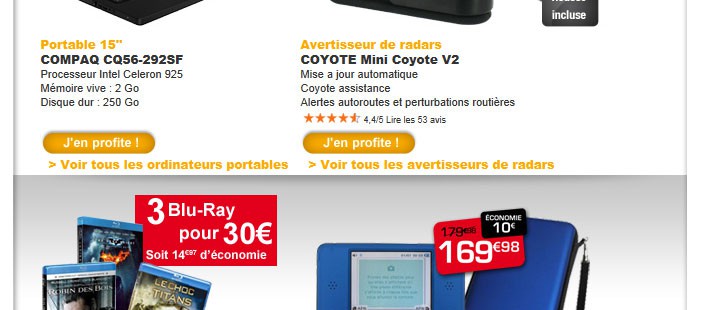 incluse
Portable 15"
COMPAQ CQ56-292SF
Processeur Intel Celeron 925
Mémoire vive : 2 Go
Disque dur : 250 Go
J'en profite !
> Voir tous les ordinateurs portables
Avertisseur de radars
COYOTE Mini Coyote V2
Mise a jour automatique
Coyote assistance
Alertes autoroutes et perturbations routières
4,4/5 Lire les 53 avis
J'en profite !
> Voir tous les avertisseurs de radars
3 Blu-Ray
pour 30€
Soit 14€97 d'économie
ROBIN DES BOIS
LE CHOC
DES
TITANS
ÉCONOMIE
10€
169€98